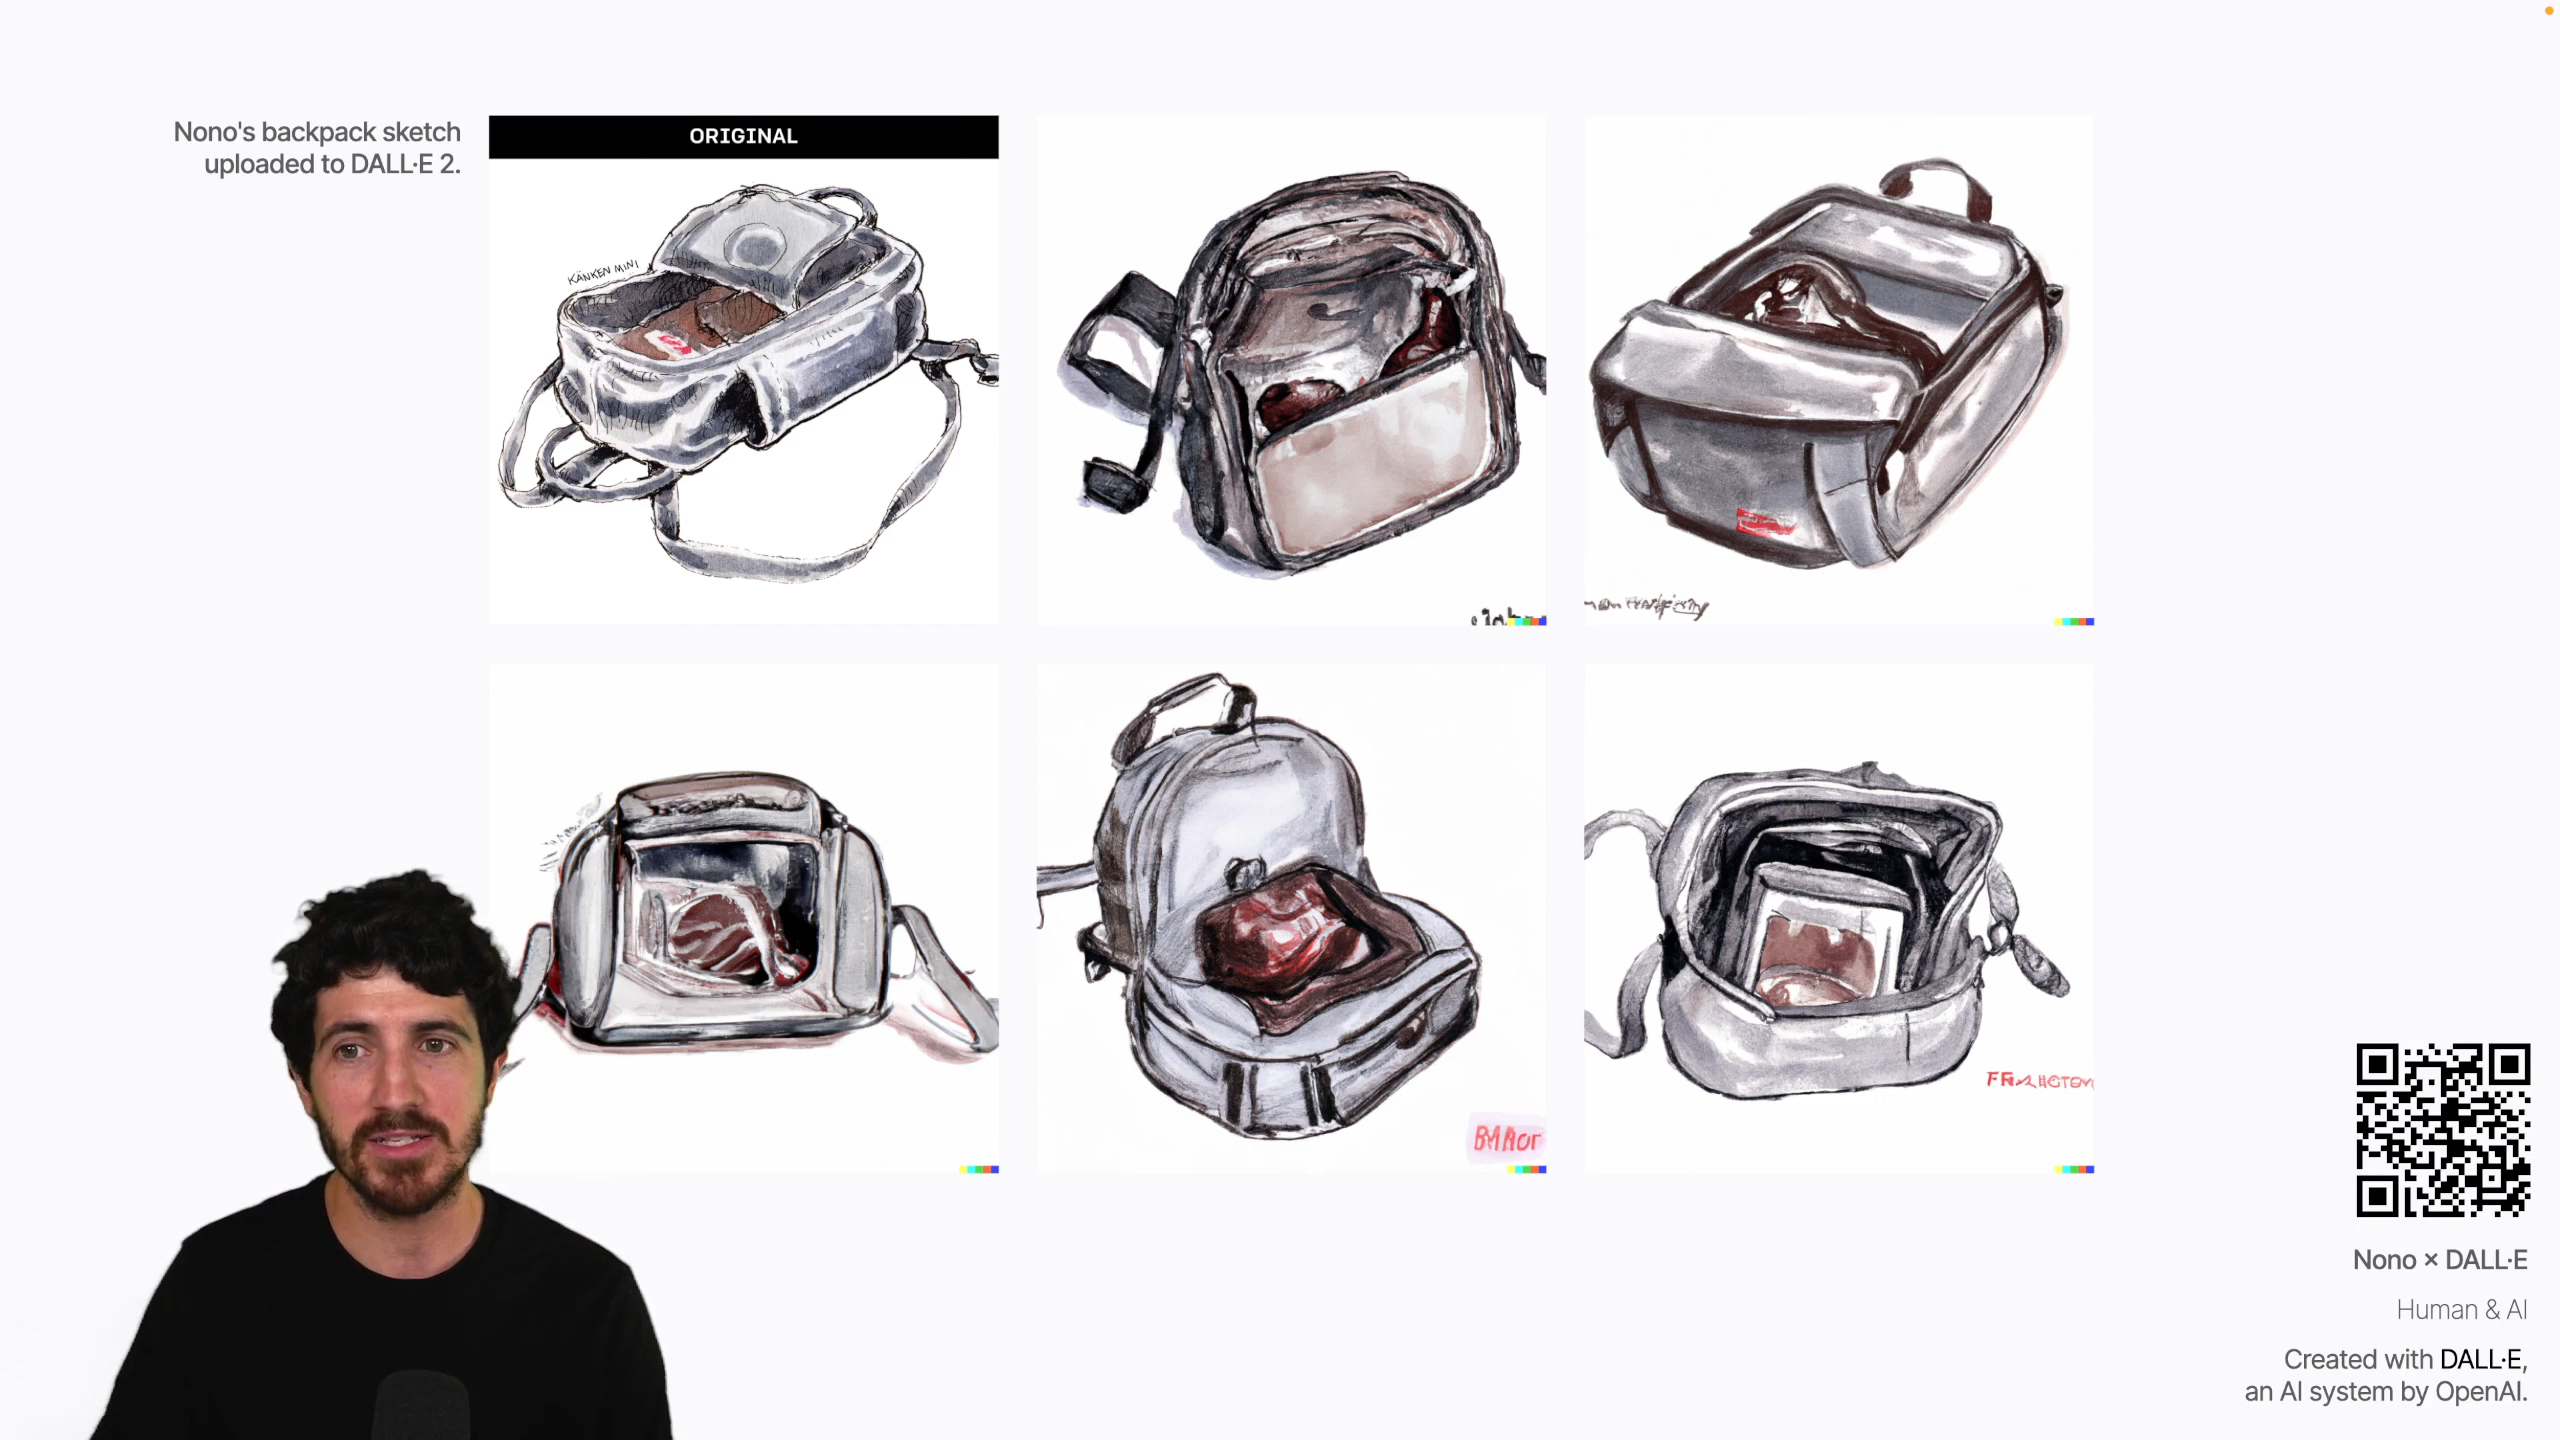 Nono's backpack sketch
uploaded to DALL·E 2.
ORIGINAL
KÅNKEN MINI
BMAor
Nono × DALL·E
Human & AI
Created with DALL·E,
an AI system by OpenAI.